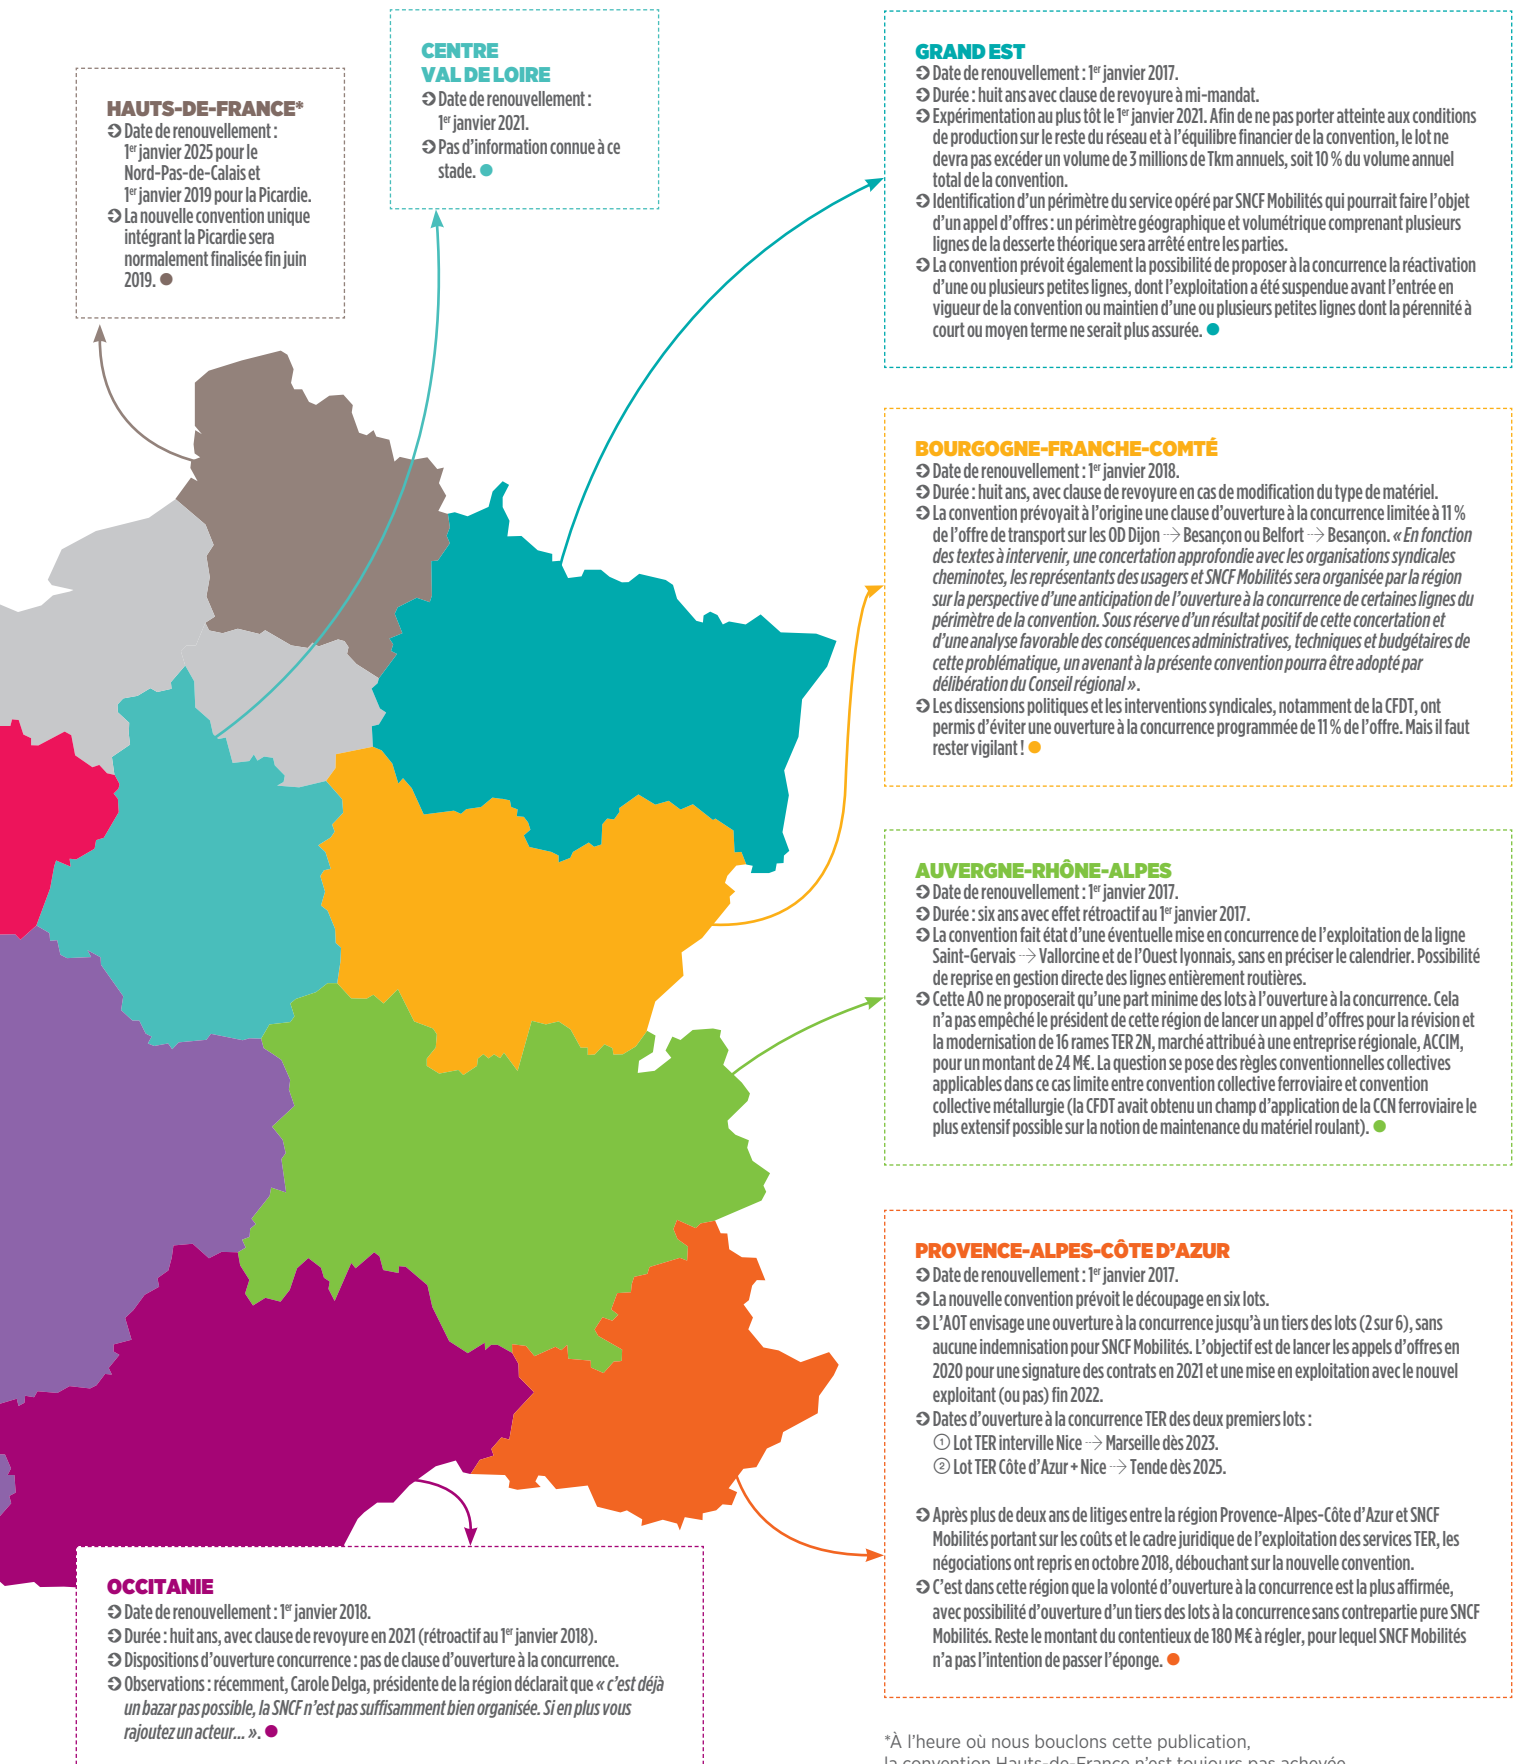 HAUTS-DE-FRANCE*
➲ Date de renouvellement :
1er janvier 2025 pour le
Nord-Pas-de-Calais et
1er janvier 2019 pour la Picardie.
➲ La nouvelle convention unique
intégrant la Picardie sera
normalement finalisée fin juin
2019. ●
CENTRE
VAL DE LOIRE
➲ Date de renouvellement :
1er janvier 2021.
➲ Pas d'information connue à ce
stade. ●
GRAND EST
➲ Date de renouvellement : 1er janvier 2017.
➲ Durée : huit ans avec clause de revoyure à mi-mandat.
➲ Expérimentation au plus tôt le 1er janvier 2021. Afin de ne pas porter atteinte aux conditions
de production sur le reste du réseau et à l'équilibre financier de la convention, le lot ne
devra pas excéder un volume de 3 millions de Tkm annuels, soit 10 % du volume annuel
total de la convention.
➲ Identification d'un périmètre du service opéré par SNCF Mobilités qui pourrait faire l'objet
d'un appel d'offres : un périmètre géographique et volumétrique comprenant plusieurs
lignes de la desserte théorique sera arrêté entre les parties.
➲ La convention prévoit également la possibilité de proposer à la concurrence la réactivation
d'une ou plusieurs petites lignes, dont l'exploitation a été suspendue avant l'entrée en
vigueur de la convention ou maintien d'une ou plusieurs petites lignes dont la pérennité à
court ou moyen terme ne serait plus assurée. ●
BOURGOGNE-FRANCHE-COMTÉ
➲ Date de renouvellement : 1er janvier 2018.
➲ Durée : huit ans, avec clause de revoyure en cas de modification du type de matériel.
➲ La convention prévoyait à l'origine une clause d'ouverture à la concurrence limitée à 11 %
de l'offre de transport sur les OD Dijon → Besançon ou Belfort → Besançon. « En fonction
des textes à intervenir, une concertation approfondie avec les organisations syndicales
cheminotes, les représentants des usagers et SNCF Mobilités sera organisée par la région
sur la perspective d'une anticipation de l'ouverture à la concurrence de certaines lignes du
périmètre de la convention. Sous réserve d'un résultat positif de cette concertation et
d'une analyse favorable des conséquences administratives, techniques et budgétaires de
cette problématique, un avenant à la présente convention pourra être adopté par
délibération du Conseil régional ».
➲ Les dissensions politiques et les interventions syndicales, notamment de la CFDT, ont
permis d'éviter une ouverture à la concurrence programmée de 11 % de l'offre. Mais il faut
rester vigilant ! ●
AUVERGNE-RHÔNE-ALPES
➲ Date de renouvellement : 1er janvier 2017.
➲ Durée : six ans avec effet rétroactif au 1er janvier 2017.
➲ La convention fait état d'une éventuelle mise en concurrence de l'exploitation de la ligne
Saint-Gervais → Vallorcine et de l'Ouest lyonnais, sans en préciser le calendrier. Possibilité
de reprise en gestion directe des lignes entièrement routières.
➲ Cette AO ne proposerait qu'une part minime des lots à l'ouverture à la concurrence. Cela
n'a pas empêché le président de cette région de lancer un appel d'offres pour la révision et
la modernisation de 16 rames TER 2N, marché attribué à une entreprise régionale, ACCIM,
pour un montant de 24 M€. La question se pose des règles conventionnelles collectives
applicables dans ce cas limite entre convention collective ferroviaire et convention
collective métallurgie (la CFDT avait obtenu un champ d'application de la CCN ferroviaire le
plus extensif possible sur la notion de maintenance du matériel roulant). ●
PROVENCE-ALPES-CÔTE D'AZUR
➲ Date de renouvellement : 1er janvier 2017.
➲ La nouvelle convention prévoit le découpage en six lots.
➲ L'AOT envisage une ouverture à la concurrence jusqu'à un tiers des lots (2 sur 6), sans
aucune indemnisation pour SNCF Mobilités. L'objectif est de lancer les appels d'offres en
2020 pour une signature des contrats en 2021 et une mise en exploitation avec le nouvel
exploitant (ou pas) fin 2022.
➲ Dates d'ouverture à la concurrence TER des deux premiers lots :
① Lot TER interville Nice → Marseille dès 2023.
② Lot TER Côte d'Azur + Nice → Tende dès 2025.
➲ Après plus de deux ans de litiges entre la région Provence-Alpes-Côte d'Azur et SNCF
Mobilités portant sur les coûts et le cadre juridique de l'exploitation des services TER, les
négociations ont repris en octobre 2018, débouchant sur la nouvelle convention.
➲ C'est dans cette région que la volonté d'ouverture à la concurrence est la plus affirmée,
avec possibilité d'ouverture d'un tiers des lots à la concurrence sans contrepartie pure SNCF
Mobilités. Reste le montant du contentieux de 180 M€ à régler, pour lequel SNCF Mobilités
n'a pas l'intention de passer l'éponge. ●
OCCITANIE
➲ Date de renouvellement : 1er janvier 2018.
➲ Durée : huit ans, avec clause de revoyure en 2021 (rétroactif au 1er janvier 2018).
➲ Dispositions d'ouverture concurrence : pas de clause d'ouverture à la concurrence.
➲ Observations : récemment, Carole Delga, présidente de la région déclarait que « c'est déjà
un bazar pas possible, la SNCF n'est pas suffisamment bien organisée. Si en plus vous
rajoutez un acteur... ». ●
*À l'heure où nous bouclons cette publication,
la convention Hauts-de-France n'est toujours pas achevée